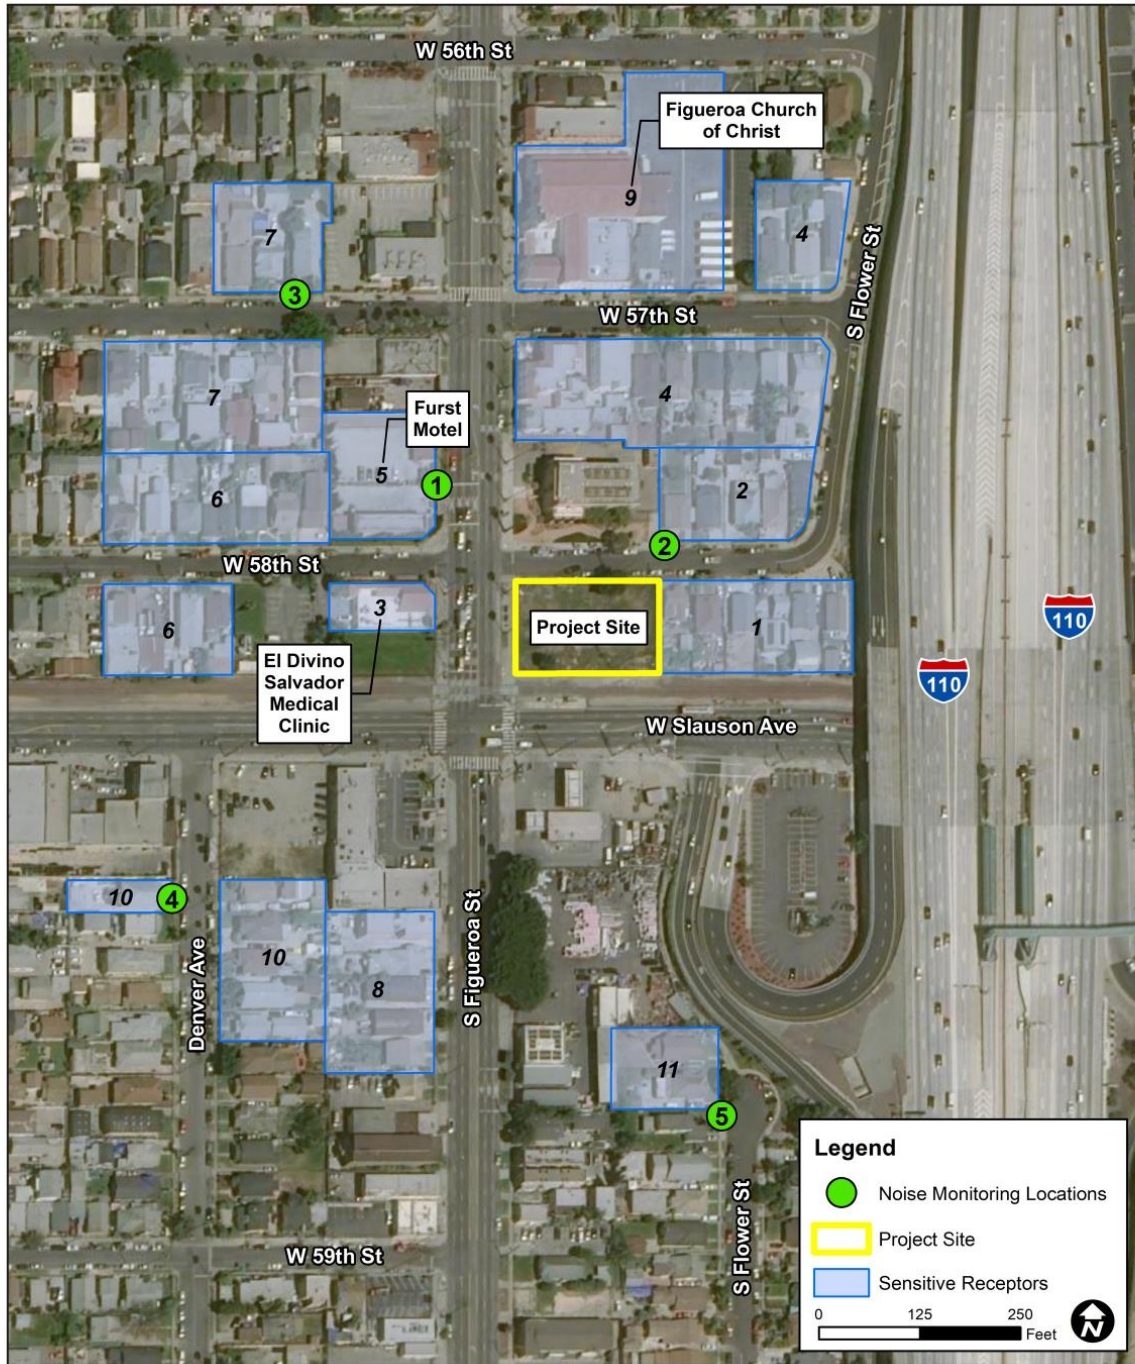 W 56th St
Figueroa Church
of Christ
9
7
4
S Flower St
3
W 57th St
7
4
Furst
Motel
5
1
6
2
2
W 58th St
6
3
Project Site
1
El Divino
Salvador
Medical
Clinic
110
110
W Slauson Ave
10
4
Denver Ave
10
8
S Figueroa St
11
5
S Flower St
W 59th St
Legend
Noise Monitoring Locations
Project Site
Sensitive Receptors
0 125 250
Feet
N